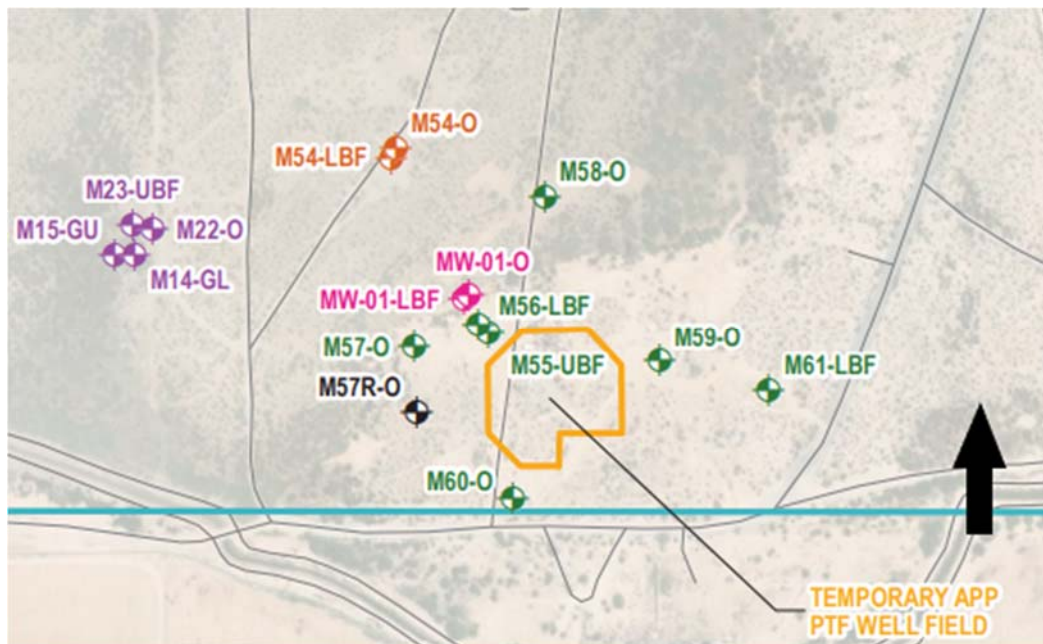 M54-O
M54-LBF
M23-UBF
M58-O
M15-GU
M22-O
M14-GL
MW-01-O
MW-01-LBF
M56-LBF
M57-O
M59-O
M55-UBF
M61-LBF
M57R-O
M60-O
TEMPORARY APP
PTF WELL FIELD